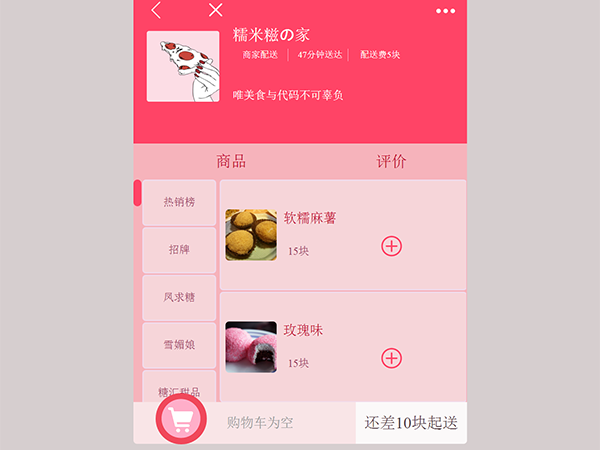 糯米糍の家
商家配送
47分钟送达
配送费5块
唯美食与代码不可辜负
商品
评价
热销榜
招牌
凤求糖
雪媚娘
糖汇甜品
软糯麻薯
15块
玫瑰味
15块
购物车为空
还差10块起送